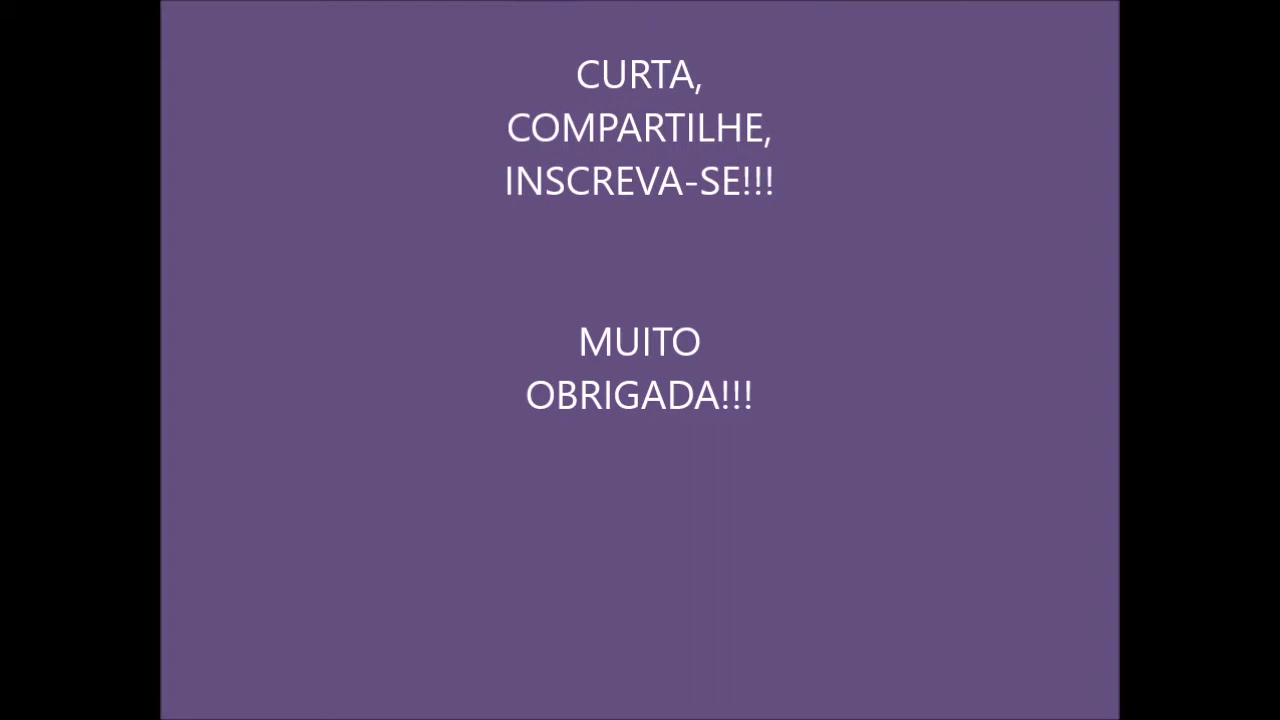 CURTA,
COMPARTILHE,
INSCREVA-SE!!!
MUITO
OBRIGADA!!!